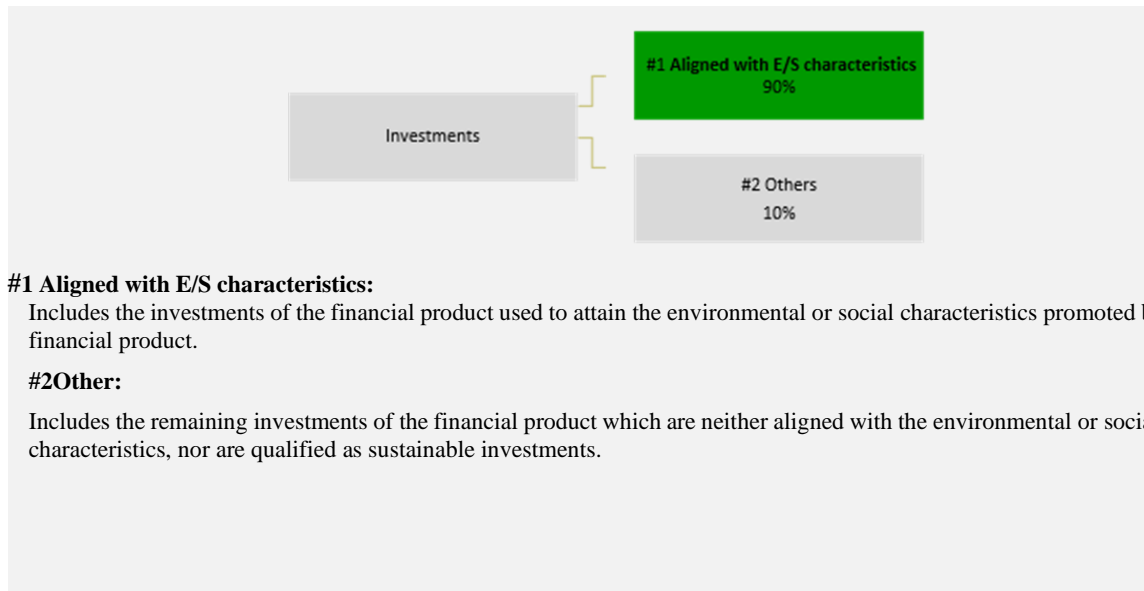 #1 Aligned with E/S characteristics
90%
Investments
#2 Others
10%
#1 Aligned with E/S characteristics:
Includes the investments of the financial product used to attain the environmental or social characteristics promoted
financial product.
#2Other:
Includes the remaining investments of the financial product which are neither aligned with the environmental or
characteristics, nor are qualified as sustainable investments.